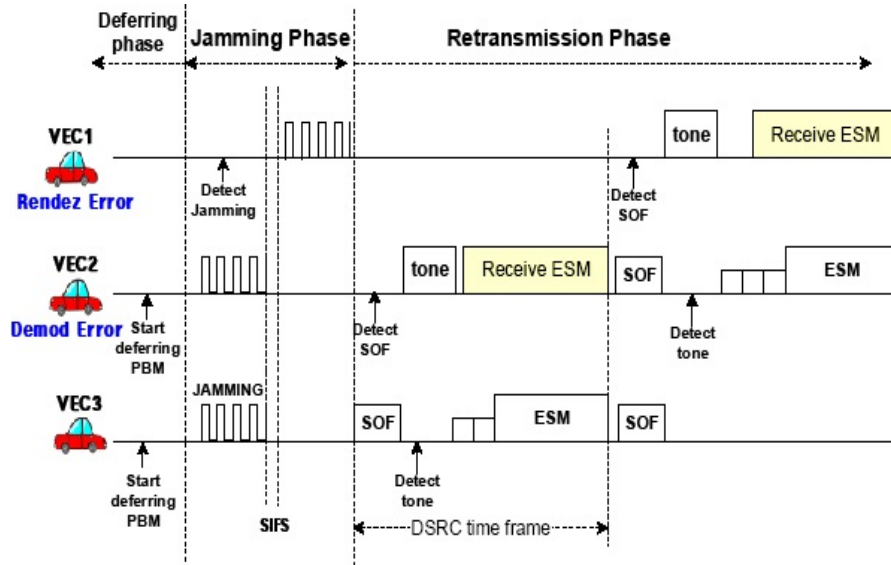 Deferring
phase
Jamming Phase
Retransmission Phase
VEC1
Rendez Error
Detect
Jamming
Detect
SOF
tone
Receive ESM
VEC2
Demod Error
Start
deferring
PBM
Detect
SOF
tone
Receive ESM
SOF
Detect
tone
ESM
VEC3
Start
deferring
PBM
JAMMING
SIFS
SOF
Detect
tone
ESM
SOF
DSRC time frame